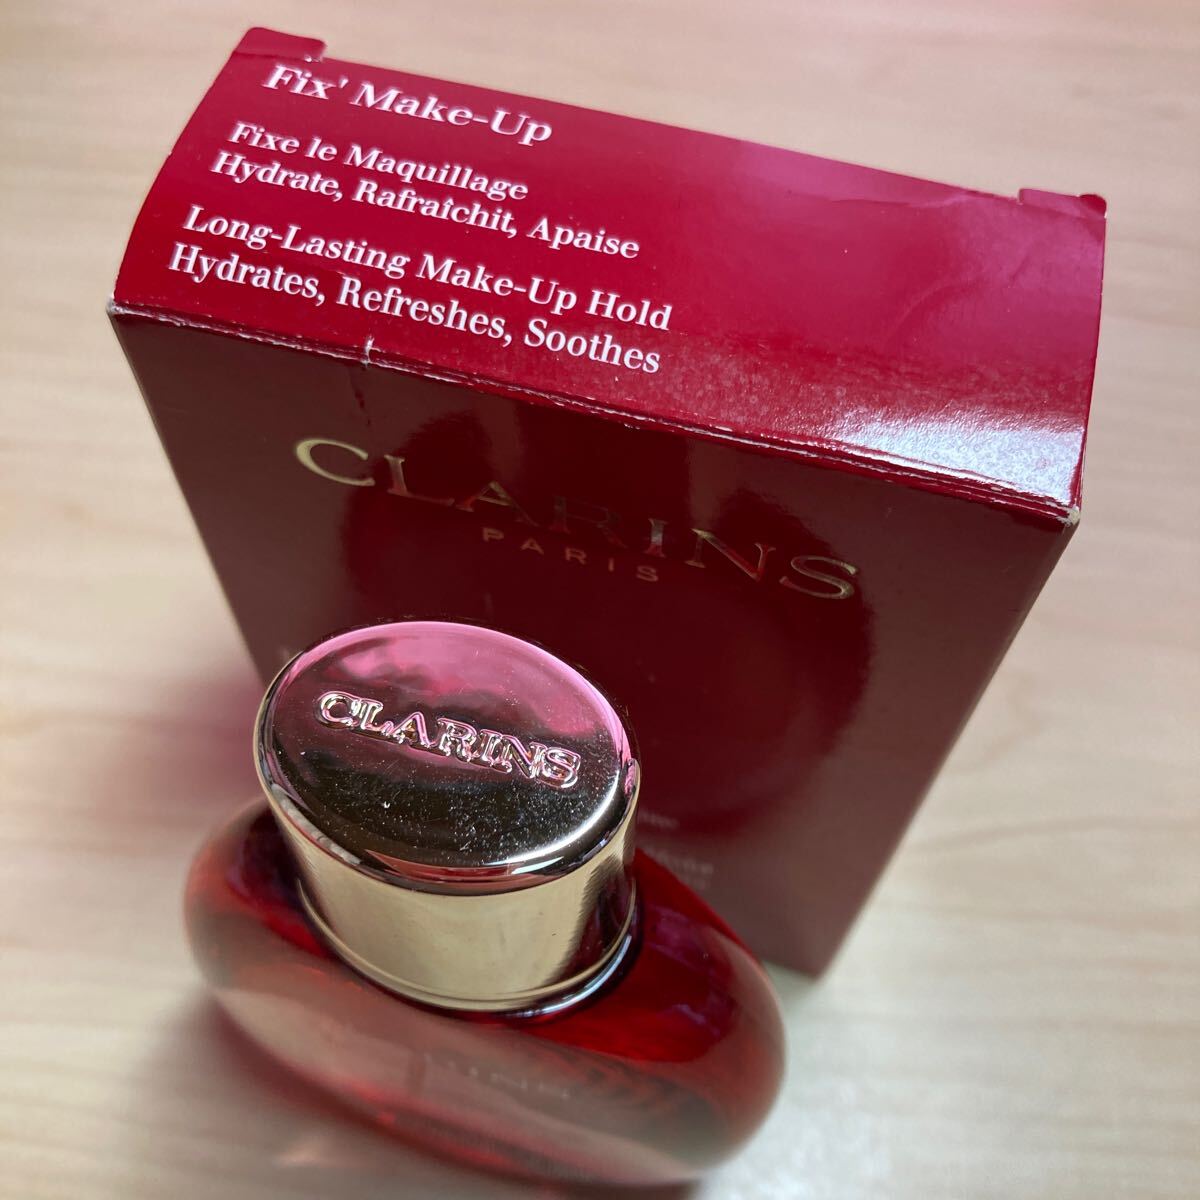 Fix' Make-Up
Fixe le Maquillage
Hydrate, Rafraîchit, Apaise
Long-Lasting Make-Up Hold
Hydrates, Refreshes, Soothes
CLARINS
PARIS
CLARINS